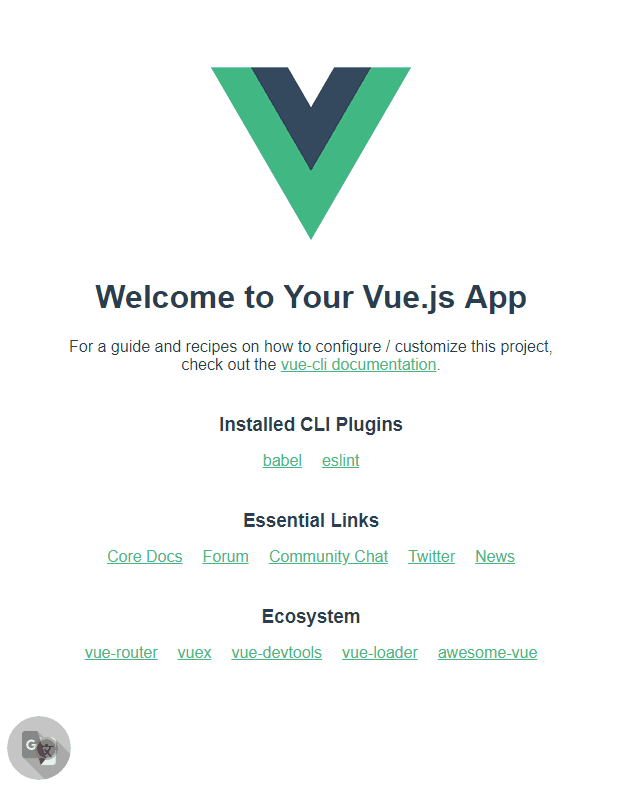 Welcome to Your Vue.js App
For a guide and recipes on how to configure / customize this project,
check out the vue-cli documentation.
Installed CLI Plugins
babel eslint
Essential Links
Core Docs Forum Community Chat Twitter News
Ecosystem
vue-router vuex vue-devtools vue-loader awesome-vue
G 文